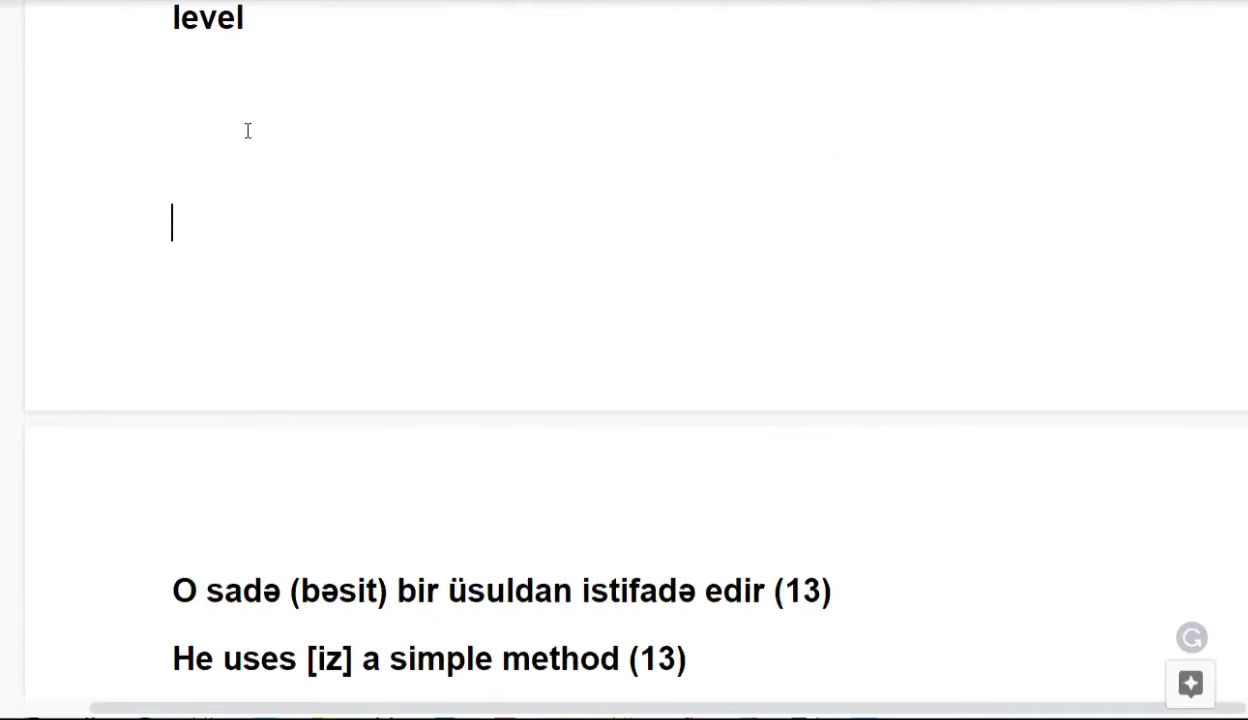 level
O sadə (bəsit) bir üsuldan istifadə edir (13)
He uses [iz] a simple method (13)